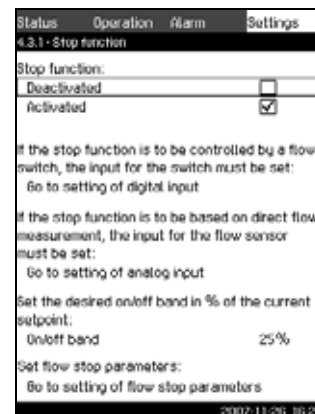 Status Operation Alarm Settings
4.3.1 - Stop function
Stop function:
Deactivated
Activated
If the stop function is to be controlled by a flow
switch, the input for the switch must be set:
Go to setting of digital input
If the stop function is to be based on direct flow
measurement, the input for the flow sensor
must be set:
Go to setting of analog input
Set the desired on/off band in % of the current
setpoint:
On/off band 25%
Set flow stop parameters:
Go to setting of flow stop parameters
2007-11-26 16:2